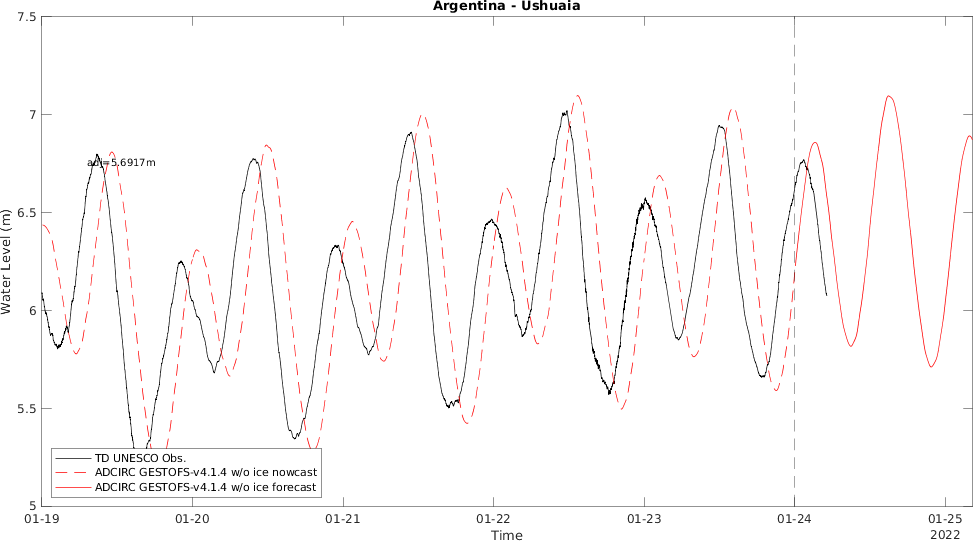 Argentina - Ushuaia
7.5
7
6.5
6
5.5
5
Water Level (m)
adj=5.6917m
TD UNESCO Obs.
ADCIRC GESTOFS-v4.1.4 w/o ice nowcast
ADCIRC GESTOFS-v4.1.4 w/o ice forecast
01-19
01-20
01-21
01-22
01-23
01-24
01-25
Time
2022